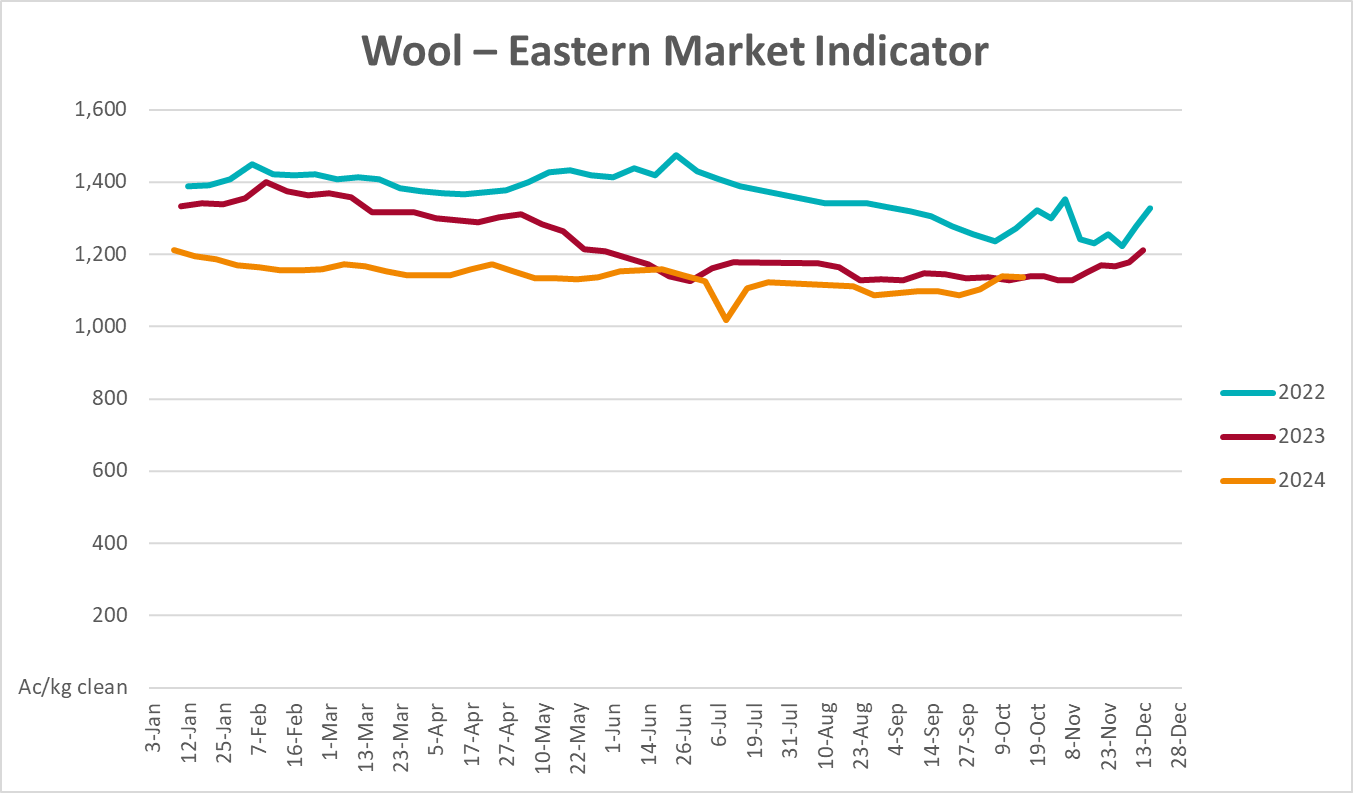 Wool – Eastern Market Indicator
1,600
1,400
1,200
1,000
800
600
400
200
Ac/kg clean
3-Jan
12-Jan
25-Jan
7-Feb
16-Feb
1-Mar
13-Mar
23-Mar
5-Apr
17-Apr
27-Apr
10-May
22-May
1-Jun
14-Jun
26-Jun
6-Jul
19-Jul
31-Jul
10-Aug
23-Aug
4-Sep
14-Sep
27-Sep
9-Oct
19-Oct
8-Nov
23-Nov
13-Dec
28-Dec
2022
2023
2024